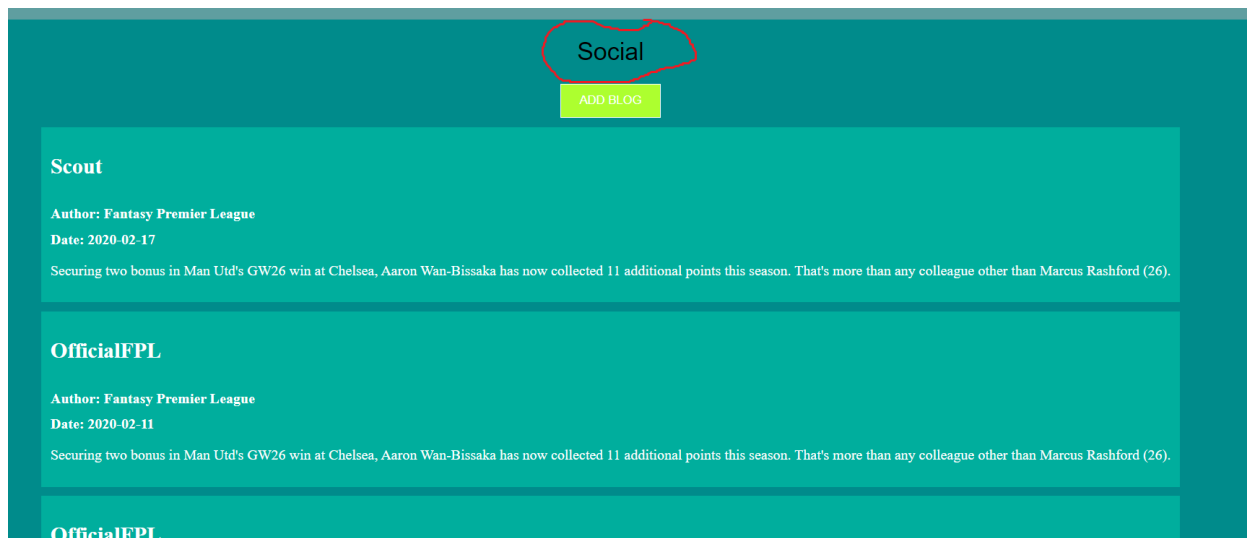 Social
ADD BLOG
Scout
Author: Fantasy Premier League
Date: 2020-02-17
Securing two bonus in Man Utd's GW26 win at Chelsea, Aaron Wan-Bissaka has now collected 11 additional points this season. That's more than any colleague other than Marcus Rashford (26).
OfficialFPL
Author: Fantasy Premier League
Date: 2020-02-11
Securing two bonus in Man Utd's GW26 win at Chelsea, Aaron Wan-Bissaka has now collected 11 additional points this season. That's more than any colleague other than Marcus Rashford (26).
OfficialFPL